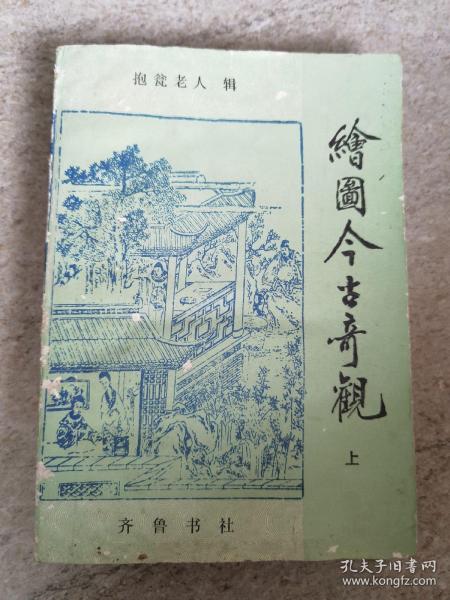 抱瓮老人 辑
繪圖今古奇觀
上
齐鲁书社
孔夫子旧书网
www.kongfz.com